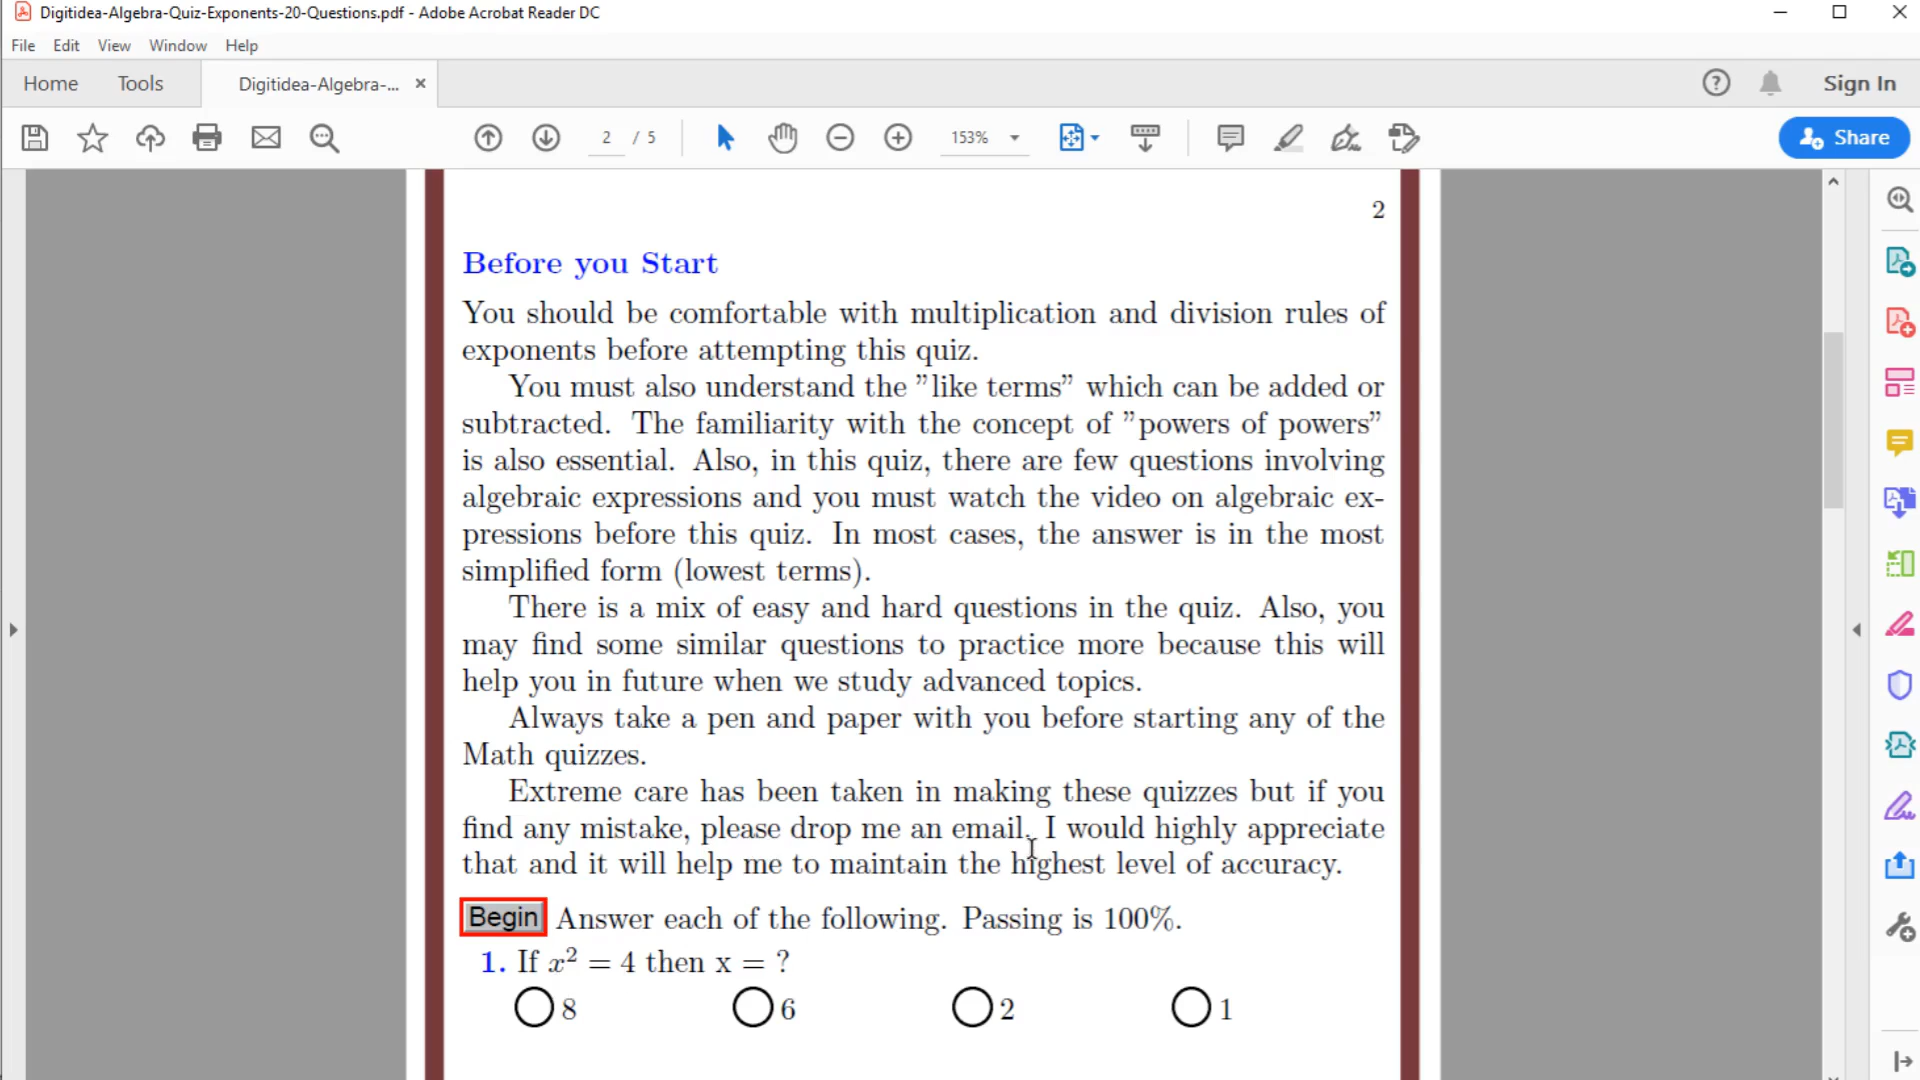 Digitidea-Algebra-Quiz-Exponents-20-Questions.pdf - Adobe Acrobat Reader DC
File Edit View Window Help
Home Tools Digitidea-Algebra-... × Sign In
2 / 5 153% Share
2
Before you Start
You should be comfortable with multiplication and division rules of
exponents before attempting this quiz.
You must also understand the ”like terms” which can be added or
subtracted. The familiarity with the concept of ”powers of powers”
is also essential. Also, in this quiz, there are few questions involving
algebraic expressions and you must watch the video on algebraic ex-
pressions before this quiz. In most cases, the answer is in the most
simplified form (lowest terms).
There is a mix of easy and hard questions in the quiz. Also, you
may find some similar questions to practice more because this will
help you in future when we study advanced topics.
Always take a pen and paper with you before starting any of the
Math quizzes.
Extreme care has been taken in making these quizzes but if you
find any mistake, please drop me an email. I would highly appreciate
that and it will help me to maintain the highest level of accuracy.
Begin Answer each of the following. Passing is 100%.
1. If x² = 4 then x = ?
8 6 2 1